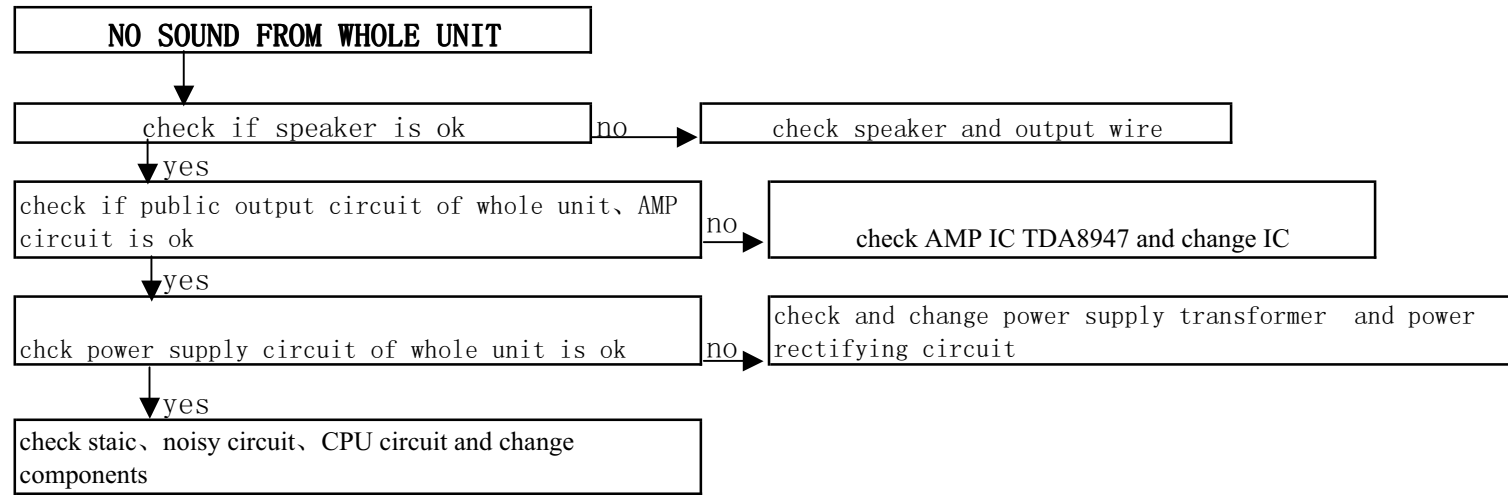 NO SOUND FROM WHOLE UNIT
check if speaker is ok
no
check speaker and output wire
yes
check if public output circuit of whole unit、AMP
circuit is ok
no
check AMP IC TDA8947 and change IC
yes
chck power supply circuit of whole unit is ok
no
check and change power supply transformer and power
rectifying circuit
yes
check staic、noisy circuit、CPU circuit and change
components